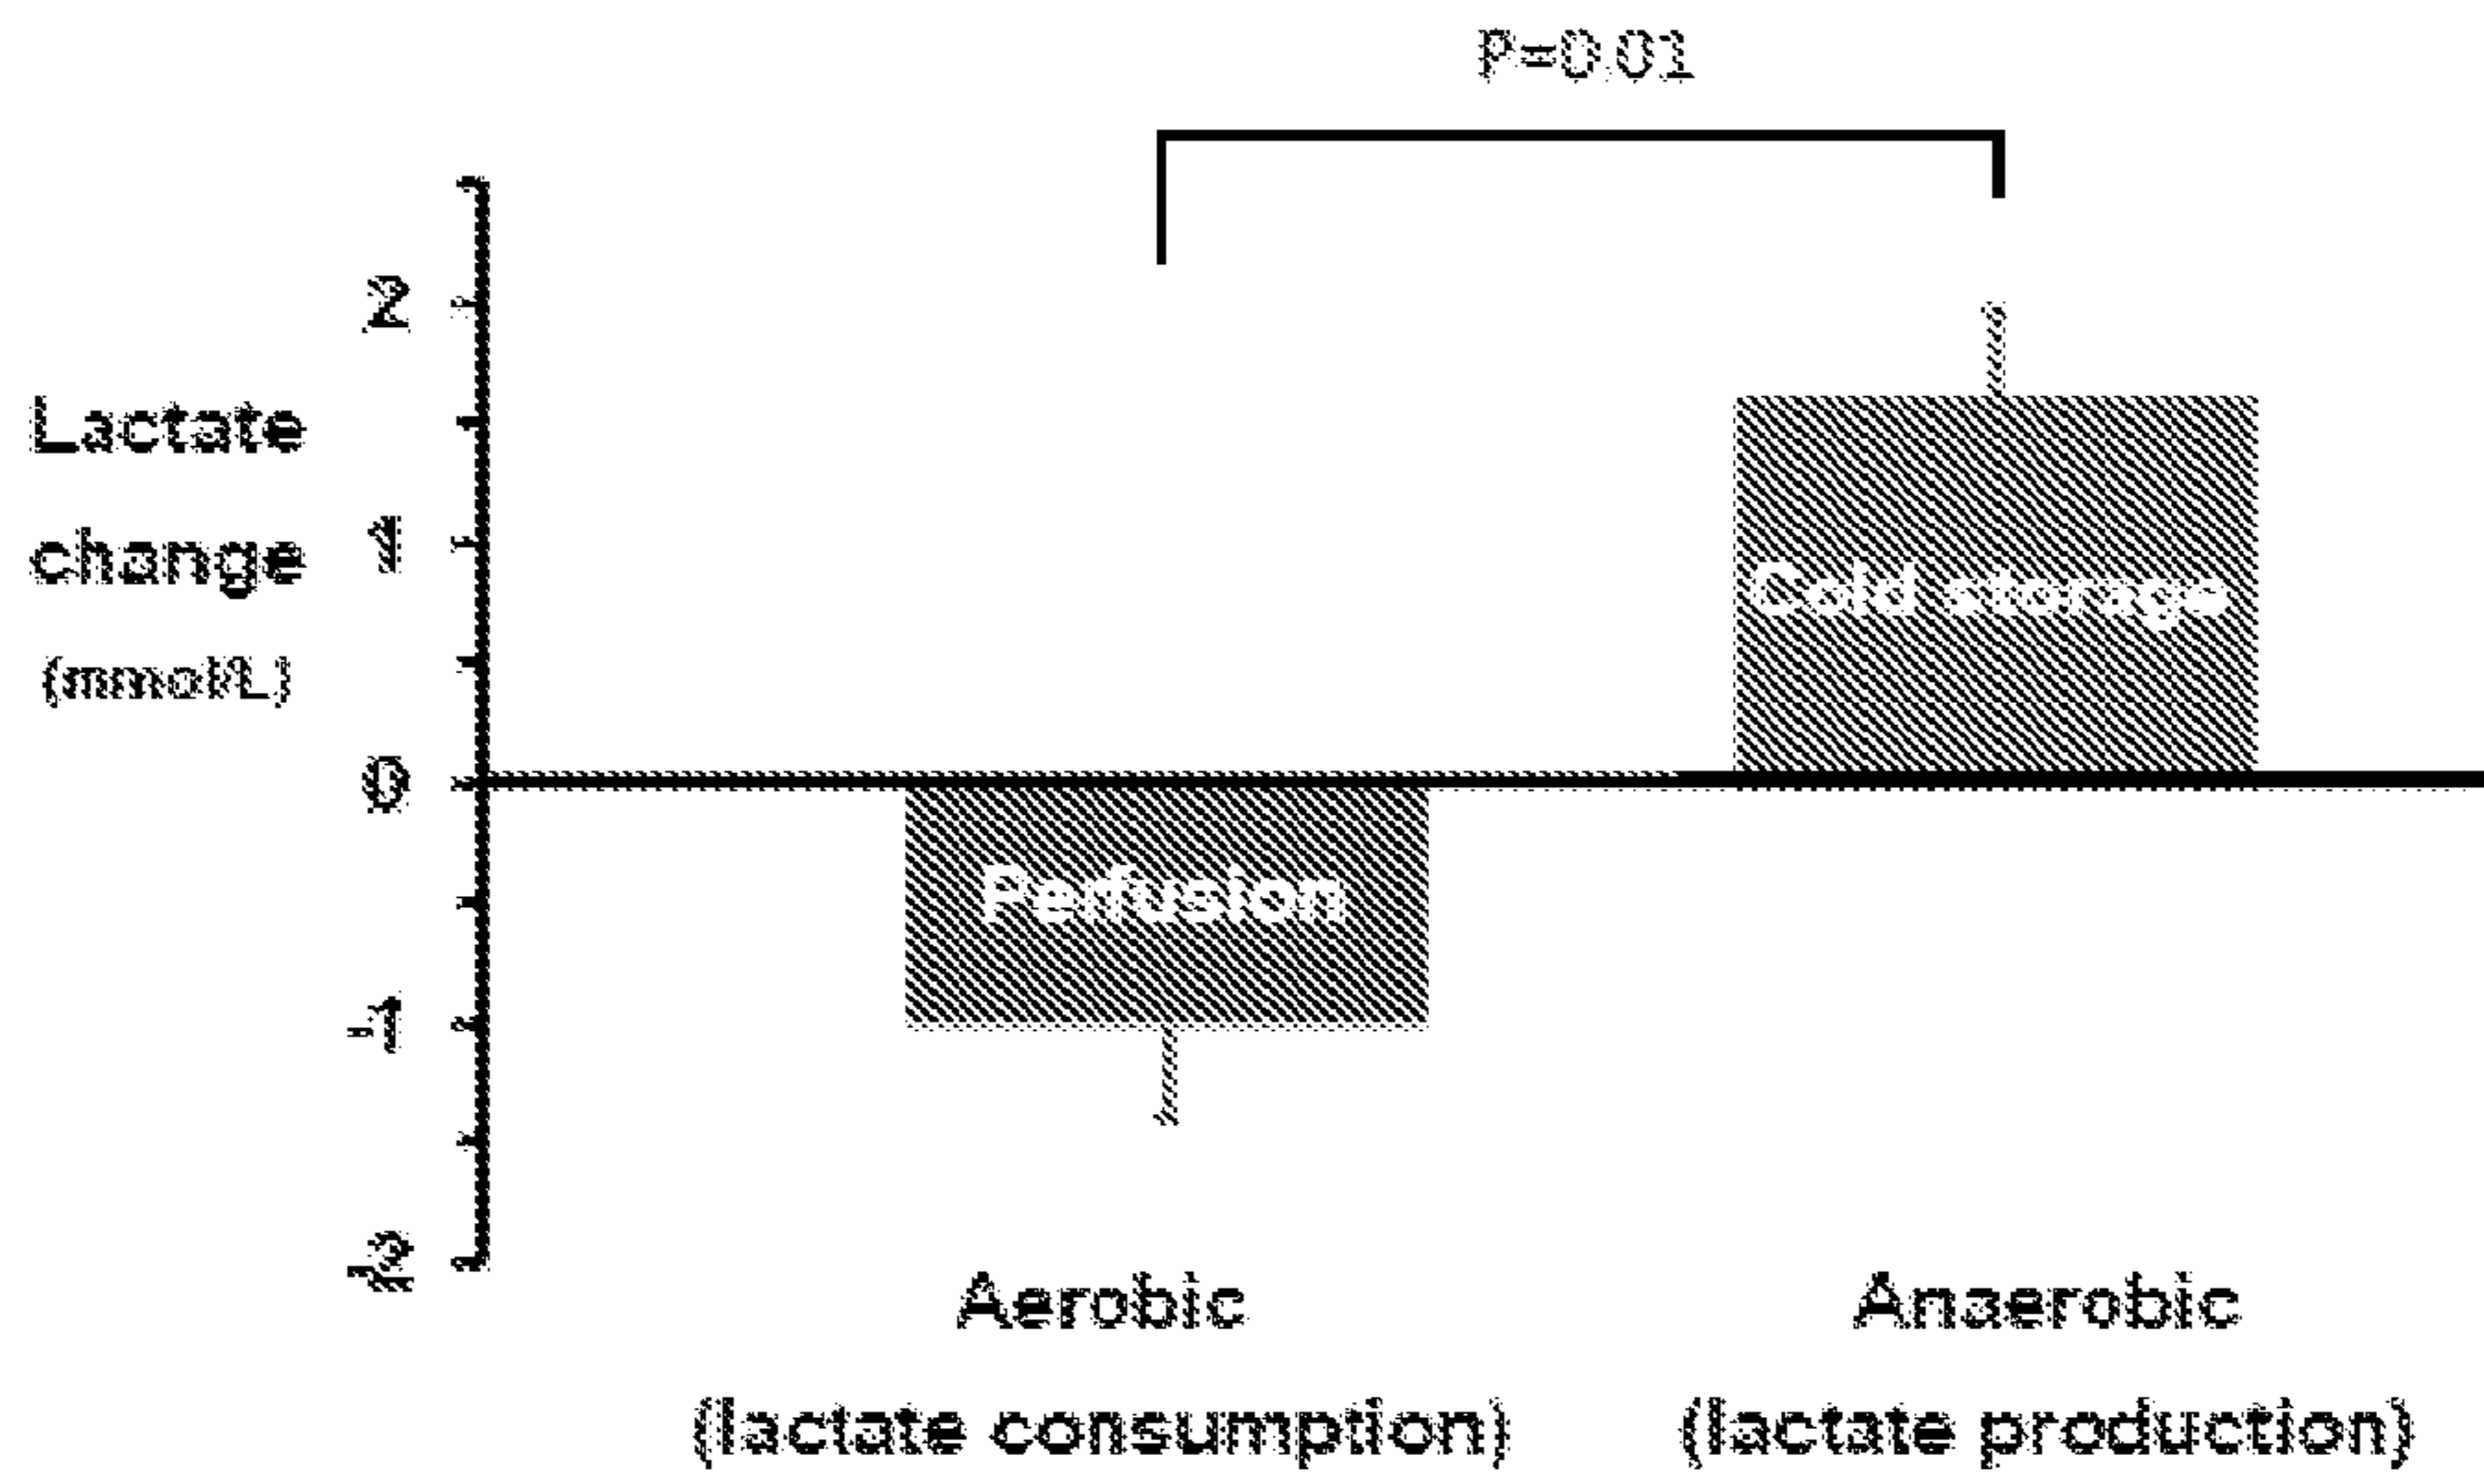 P=0.01
2
Lactate
change
(mmol/L)
1
Cold storage
0
Perfusion
-1
-2
Aerobic
Anaerobic
(lactate consumption)
(lactate production)